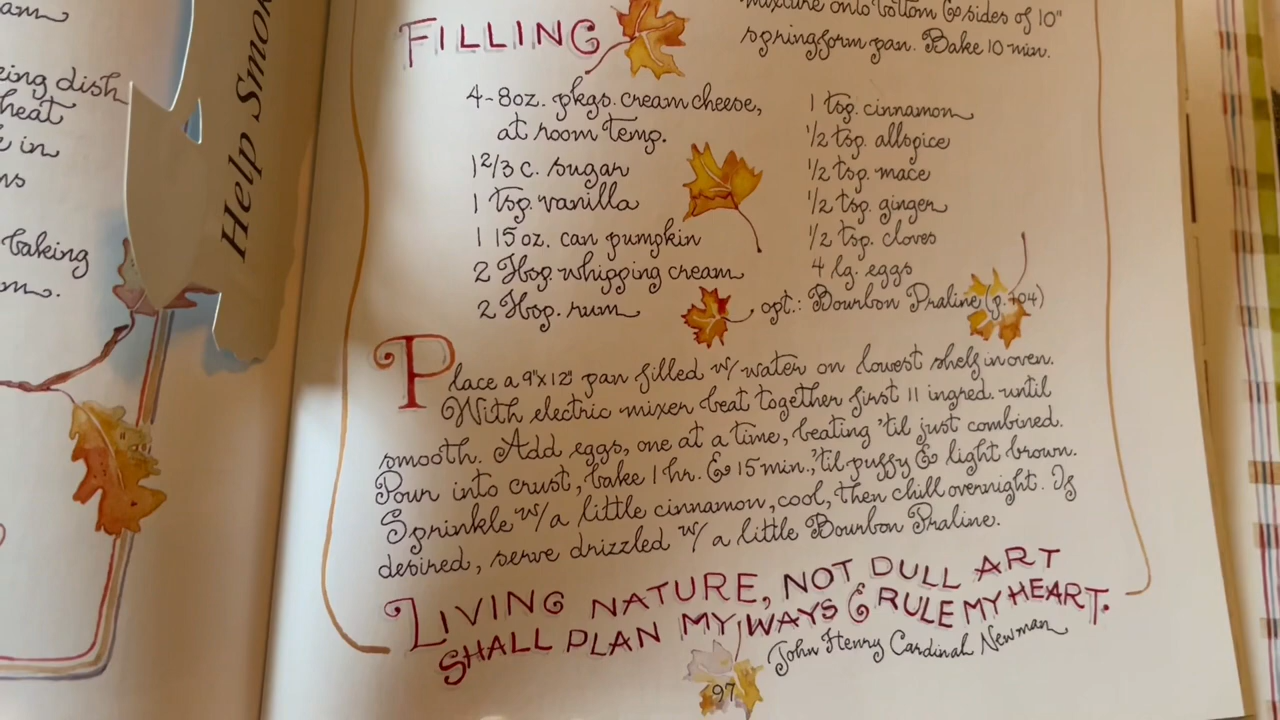 am
eing dish
heat
in
ns
baking
m.
Help Smok
mixture onto bottom & sides of 10"
springform pan. Bake 10 min.
FILLING
4-8oz. pkgs. cream cheese,
at room temp.
1 2/3 c. sugar
1 tsp. vanilla
1 15 oz. can pumpkin
2 Tbsp. whipping cream
2 Tbsp. rum
1 tsp. cinnamon
1/2 tsp. allspice
1/2 tsp. mace
1/2 tsp. ginger
1/2 tsp. cloves
4 lg. eggs
opt.: Bourbon Praline (p. 104)
Place a 9"x12" pan filled w/ water on lowest shelf in oven.
With electric mixer beat together first 11 ingred. until
smooth. Add eggs, one at a time, beating 'til just combined.
Pour into crust, bake 1 hr. & 15 min., 'til puffy & light brown.
Sprinkle w/ a little cinnamon, cool, then chill overnight. If
desired, serve drizzled w/ a little Bourbon Praline.
LIVING NATURE, NOT DULL ART
SHALL PLAN MY WAYS & RULE MY HEART.
John Henry Cardinal Newman
97